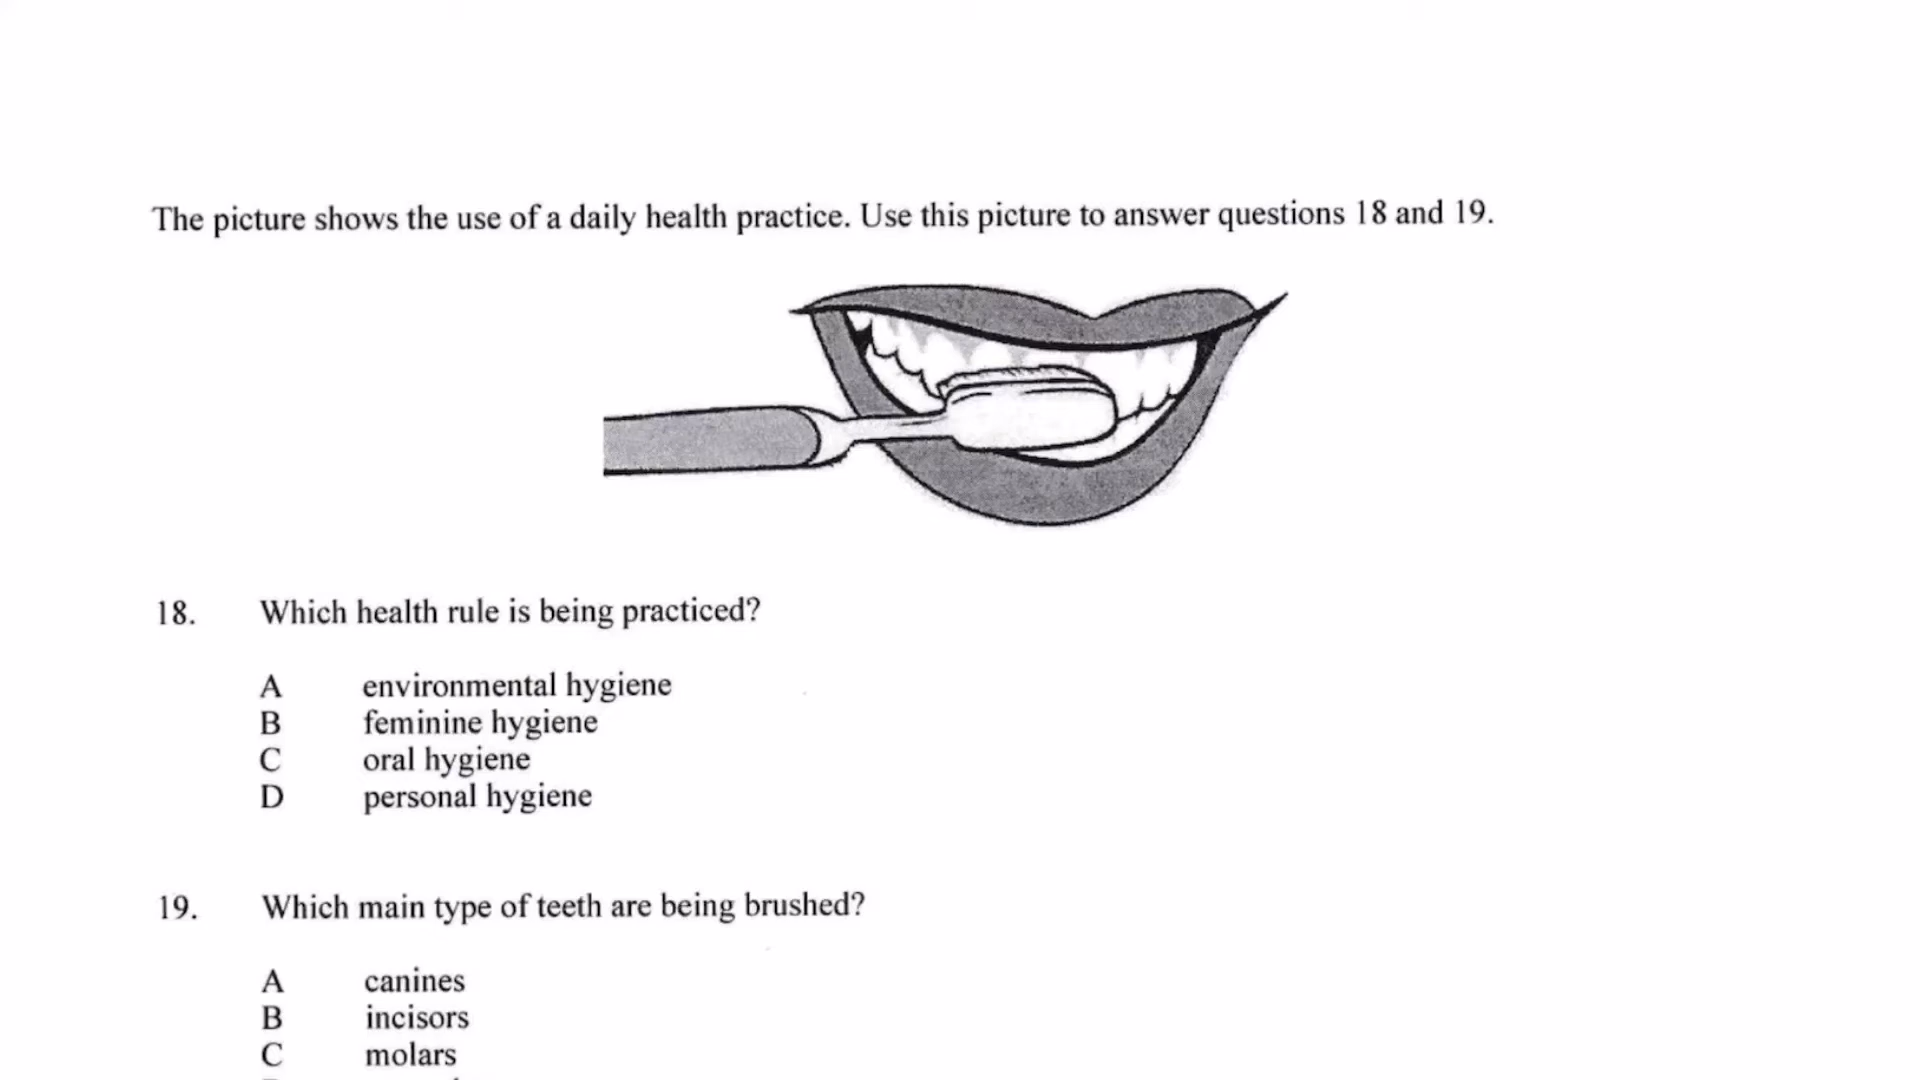 The picture shows the use of a daily health practice. Use this picture to answer questions 18 and 19.
18. Which health rule is being practiced?
A environmental hygiene
B feminine hygiene
C oral hygiene
D personal hygiene
19. Which main type of teeth are being brushed?
A canines
B incisors
C molars